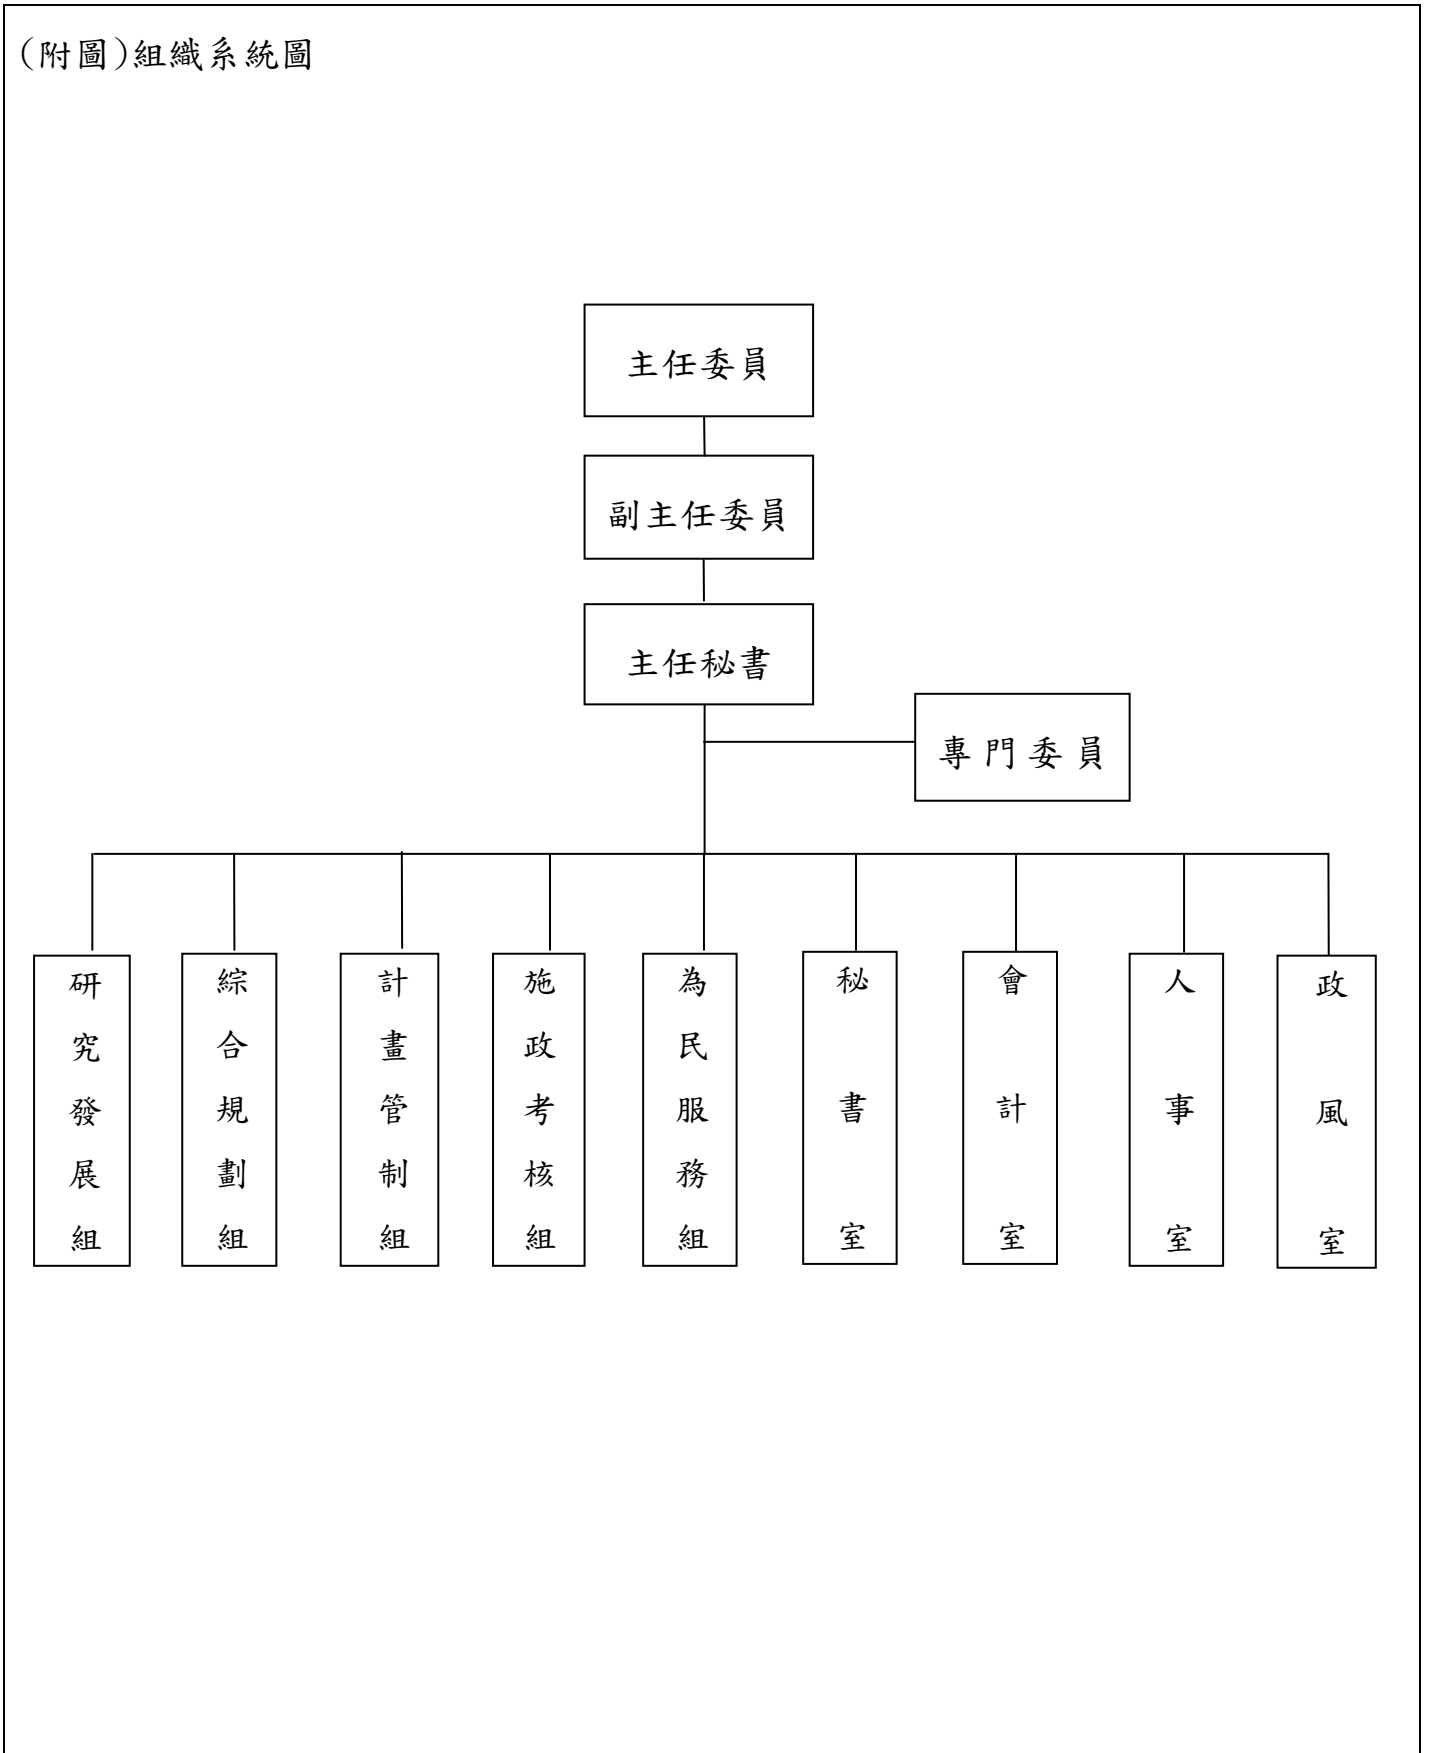 (附圖)組織系統圖
主任委員
副主任委員
主任秘書
專門委員
研究發展組
綜合規劃組
計畫管制組
施政考核組
為民服務組
秘書室
會計室
人事室
政風室